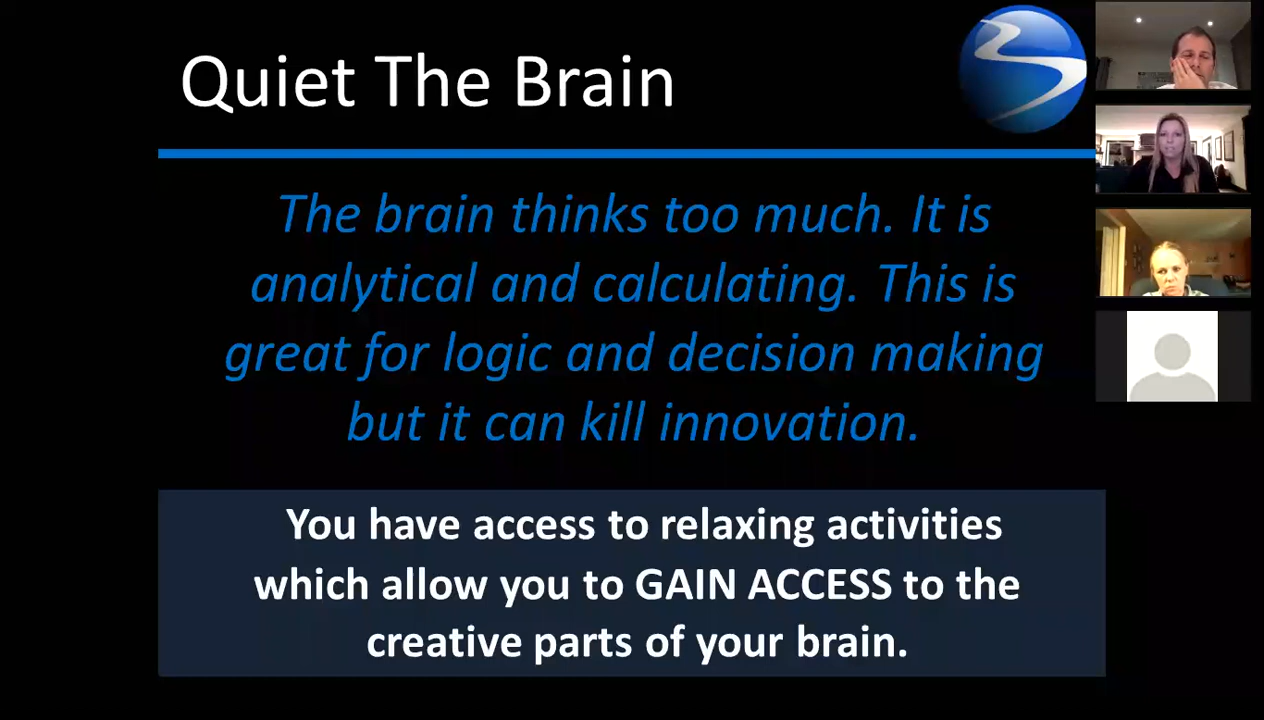 Quiet The Brain
The brain thinks too much. It is
analytical and calculating. This is
great for logic and decision making
but it can kill innovation.
You have access to relaxing activities
which allow you to GAIN ACCESS to the
creative parts of your brain.